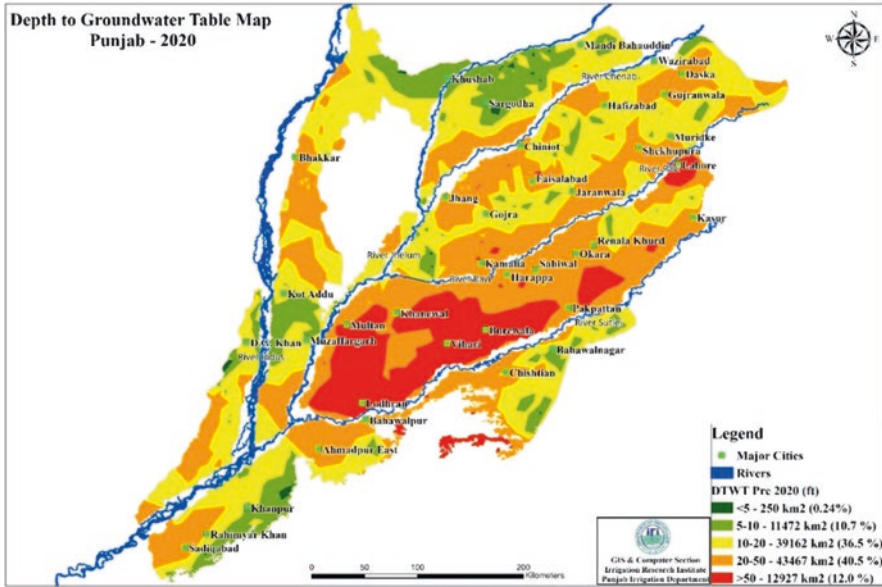 Depth to Groundwater Table Map
Punjab - 2020
N
W
E
S
Mandi Bahauddin
Wazirabad
Daska
Khushab
River Chenab
Gujranwala
Sargodha
Hafizabad
Muridke
Chiniot
Shekhupura
Lahore
Bhakkar
Faisalabad
Jhang
Jaranwala
Gojra
Kasur
Renala Khurd
River Jhelum
Okara
Kamalia
Sahiwal
River Ravi
Harappa
Kot Addu
Khanewal
Pakpattan
Multan
Burewala
River Sutlej
D.G. Khan
Muzaffargarh
Vihari
Bahawalnagar
River Indus
Chishtian
Lodhran
Bahawalpur
Ahmadpur East
Khanpur
Rahimyar Khan
Sadiqabad
Legend
Major Cities
Rivers
DTWT Pre 2020 (ft)
<5 - 250 km2 (0.24%)
5-10 - 11472 km2 (10.7 %)
10-20 - 39162 km2 (36.5 %)
20-50 - 43467 km2 (40.5 %)
>50 - 12927 km2 (12.0 %)
GIS & Computer Section
Irrigation Research Institute
Punjab Irrigation Department
0 50 100 200
Kilometers